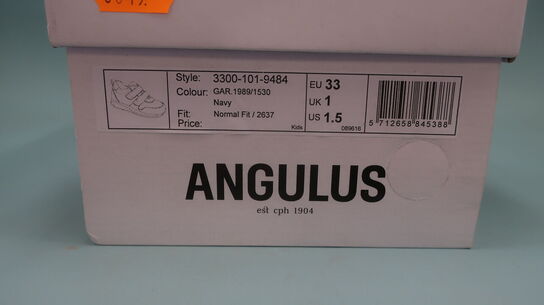 Style: 3300-101-9484
Colour: GAR.1989/1530
Navy
Fit: Normal Fit / 2637
Price:
Kids
EU 33
UK 1
US 1.5
089616
5 712658 845388
ANGULUS
est cph 1904